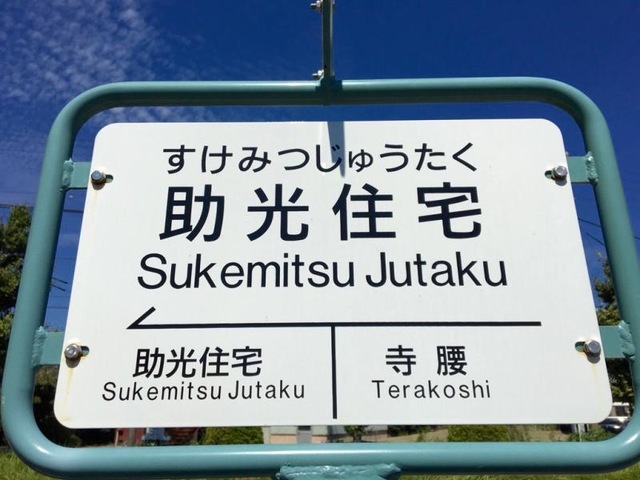 すけみつじゅうたく
助光住宅
Sukemitsu Jutaku
助光住宅 寺腰
Sukemitsu Jutaku Terakoshi